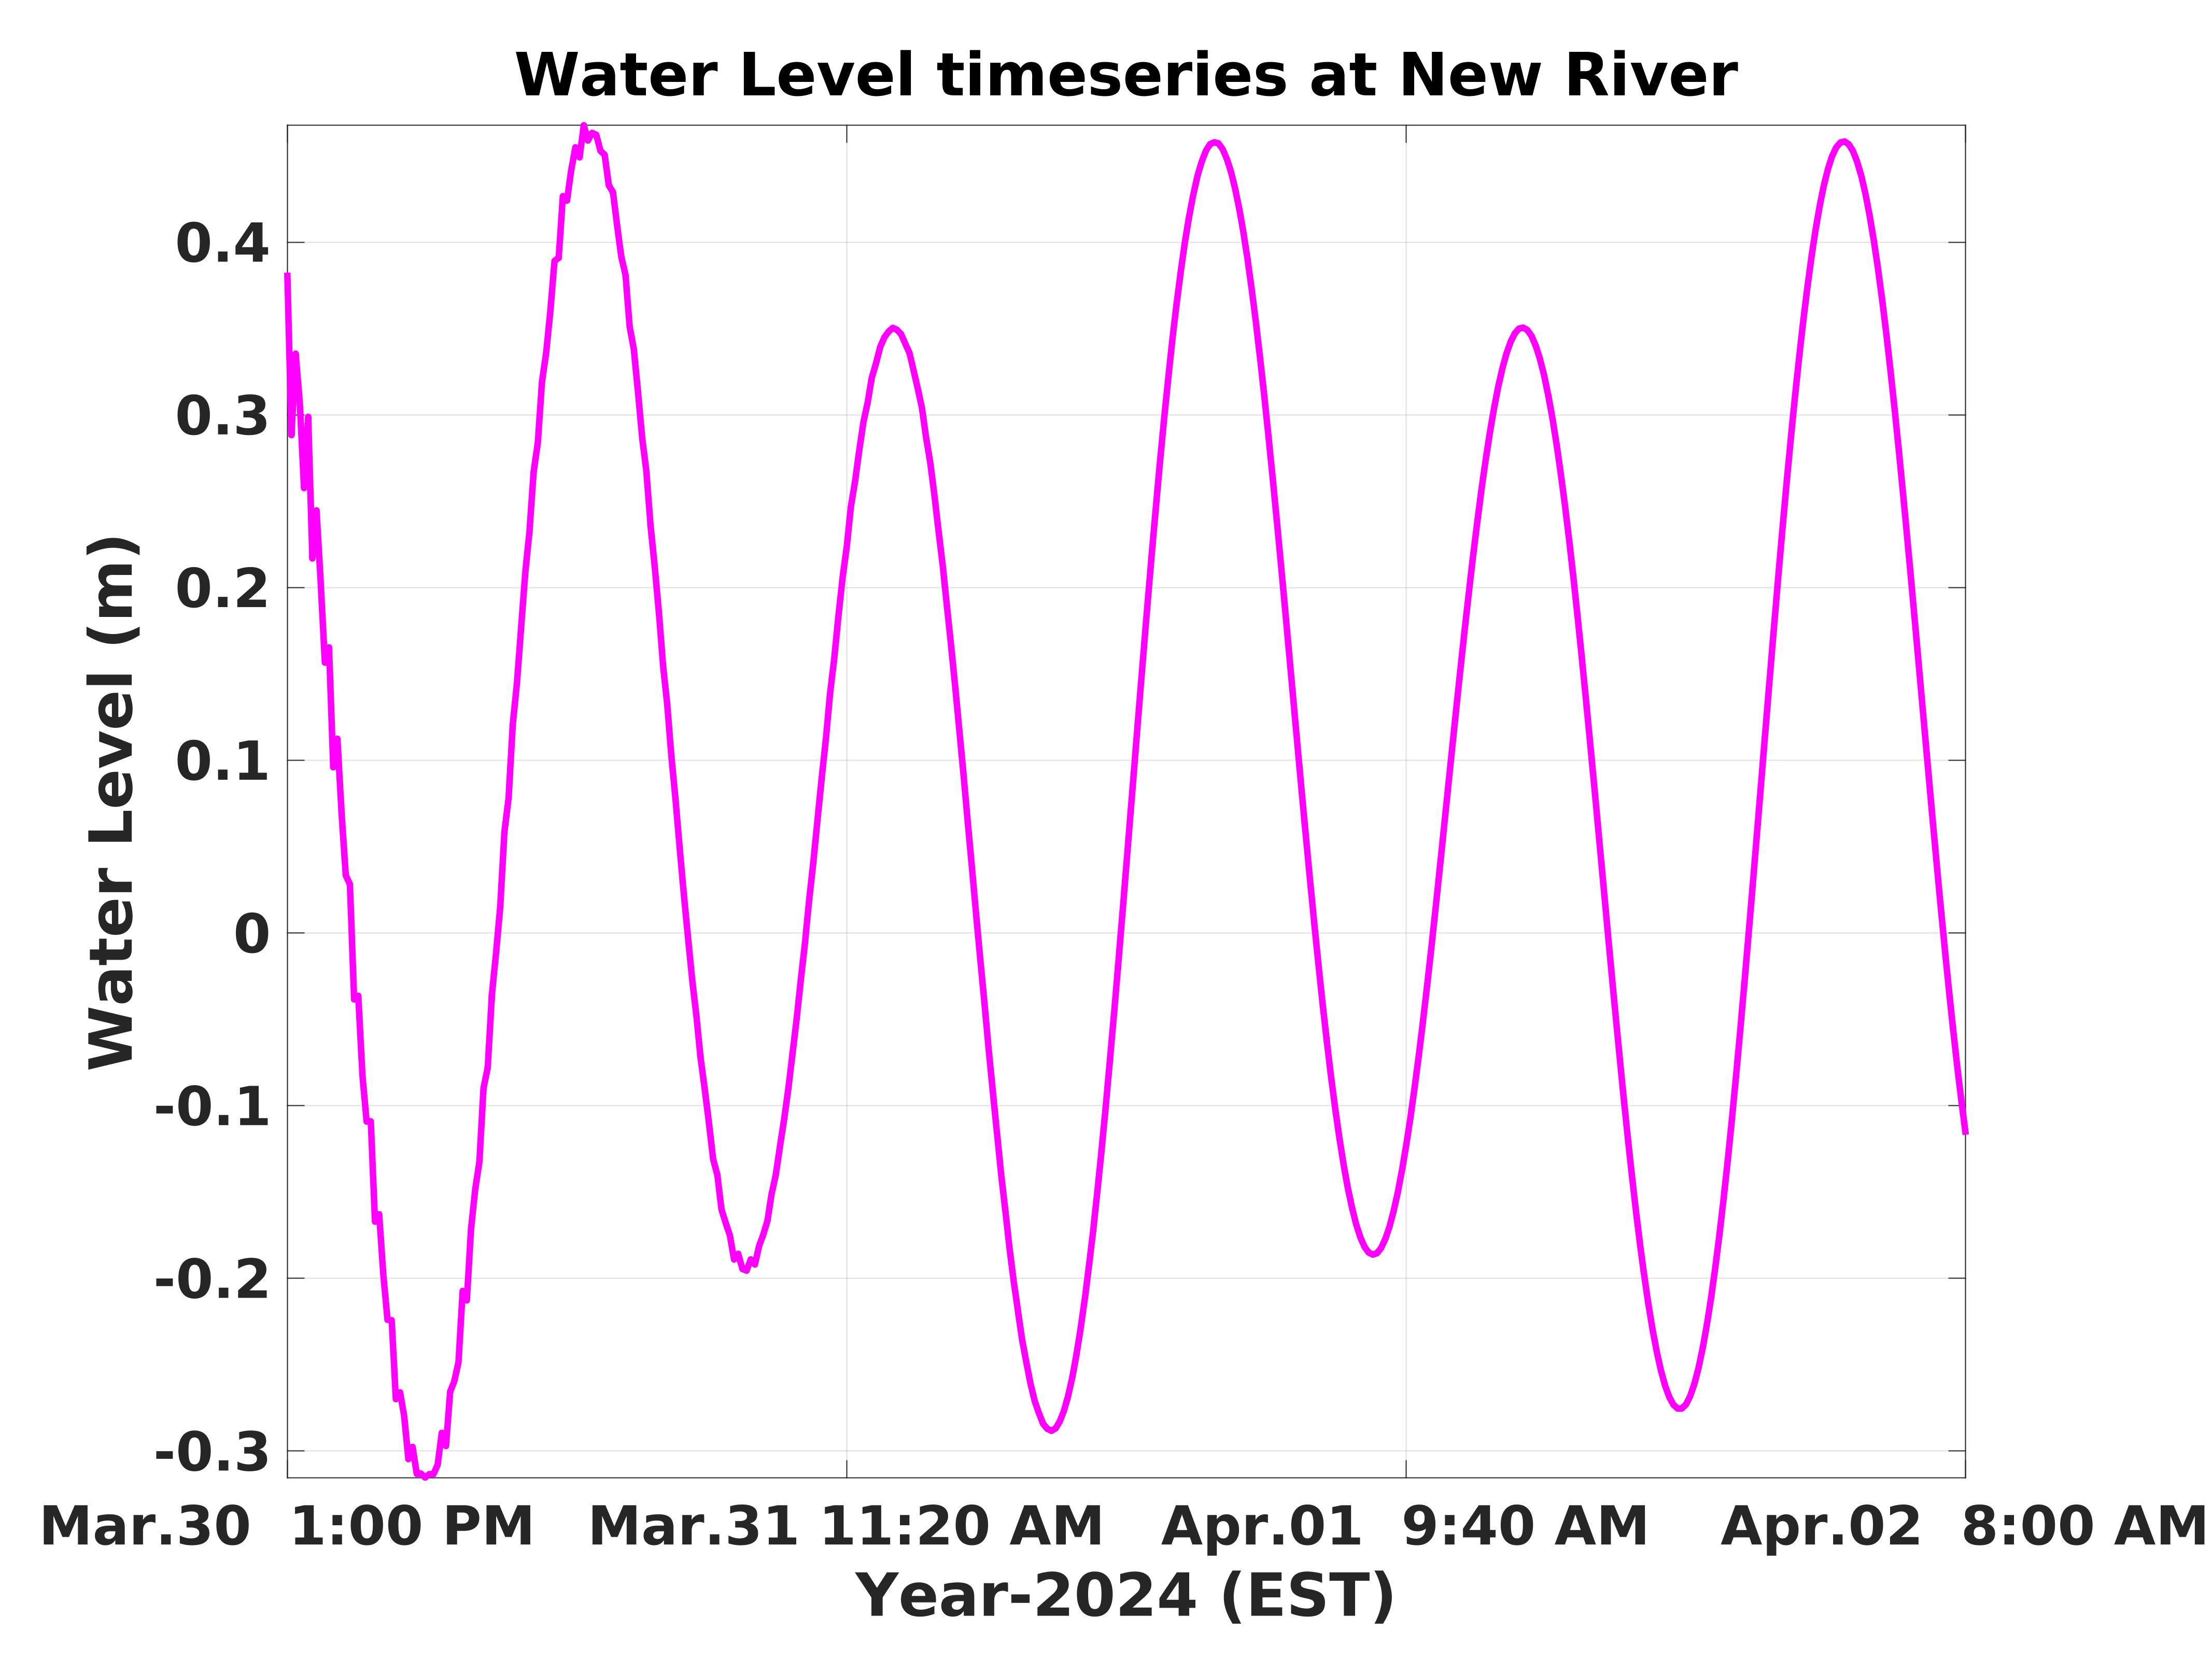 Water Level timeseries at New River
0.4
0.3
0.2
0.1
0
-0.1
-0.2
-0.3
Water Level (m)
Mar.30  1:00 PM
Mar.31 11:20 AM
Apr.01  9:40 AM
Apr.02  8:00 AM
Year-2024 (EST)